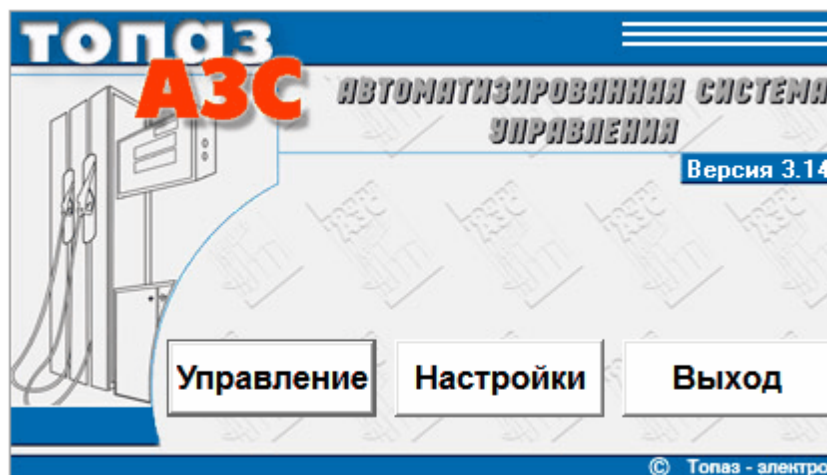 топаз
АЗС
АВТОМАТИЗИРОВАННАЯ СИСТЕМА
УПРАВЛЕНИЯ
Версия 3.14
Управление
Настройки
Выход
© Топаз - электро